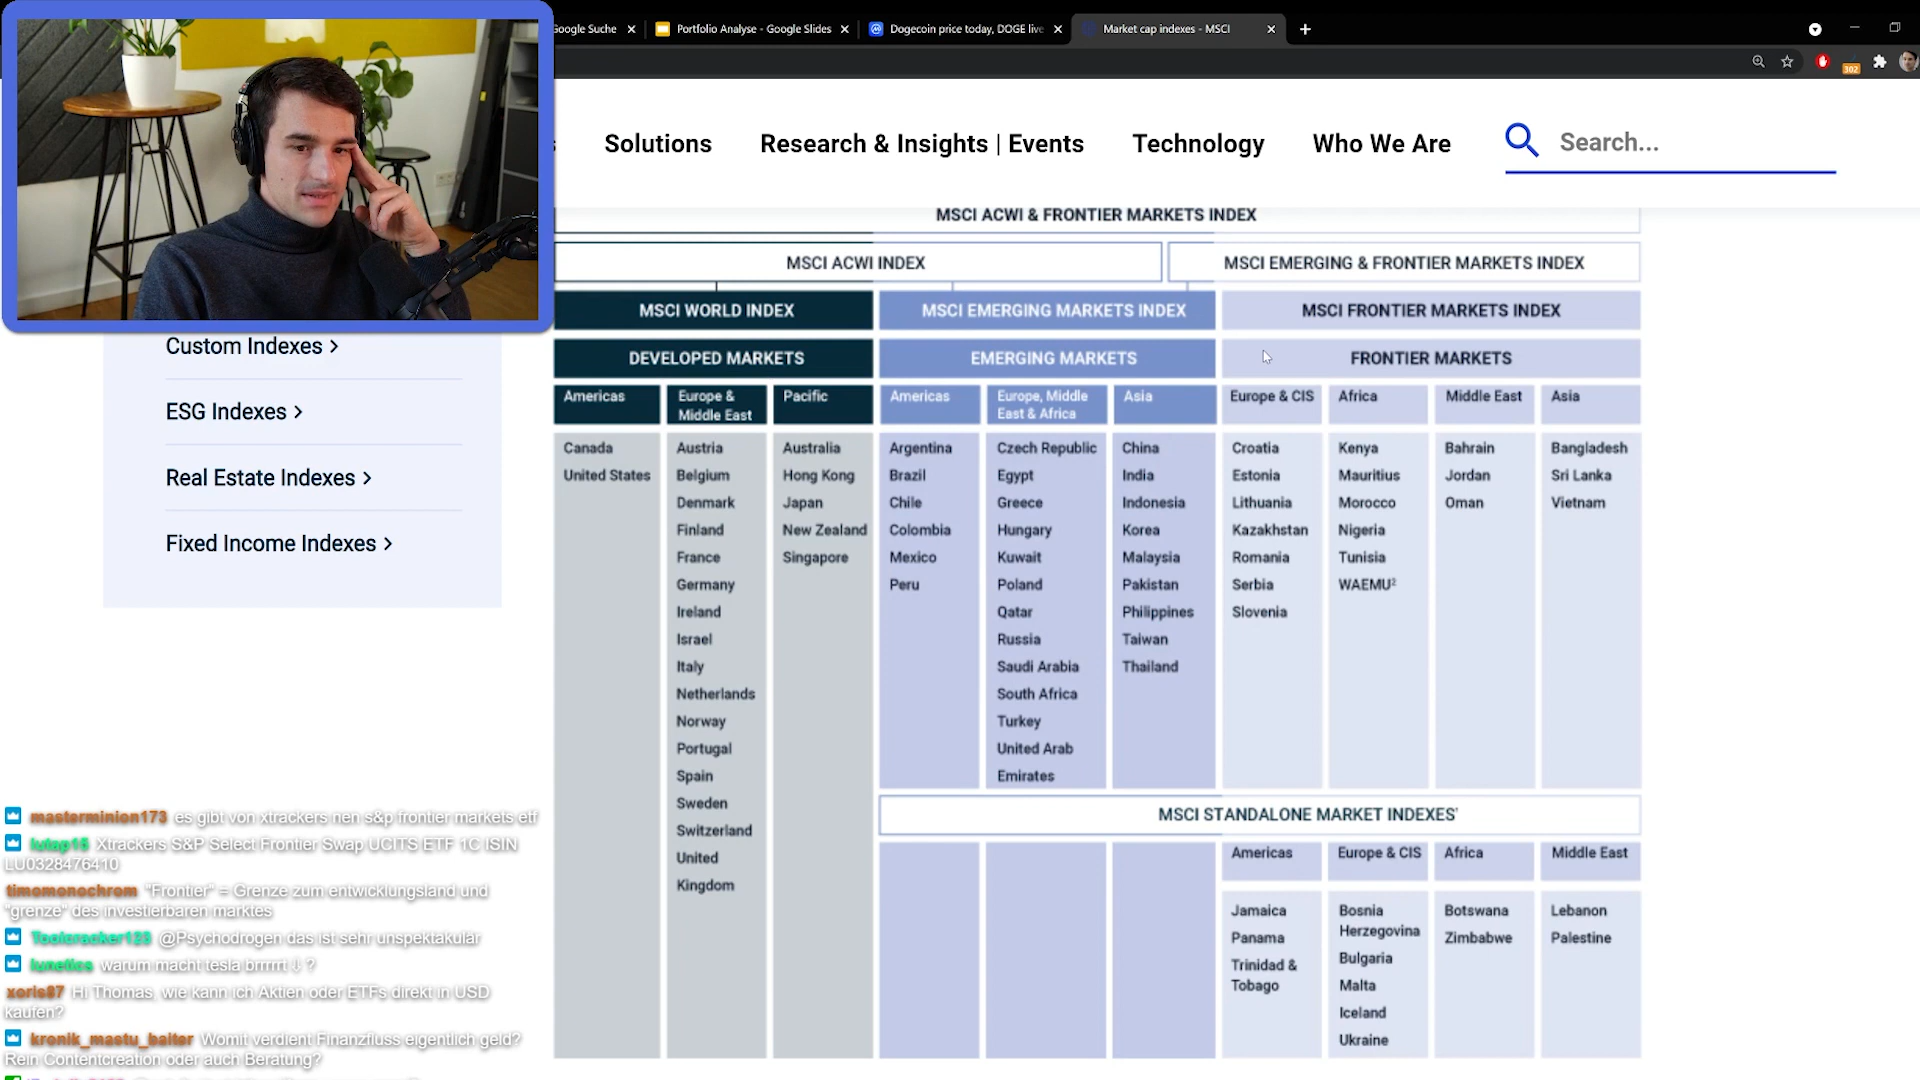 Google Suche
Portfolio Analyse - Google Slides
Dogecoin price today, DOGE live
Market cap indexes - MSCI
302
Solutions
Research & Insights | Events
Technology
Who We Are
Search...
MSCI ACWI & FRONTIER MARKETS INDEX
MSCI ACWI INDEX
MSCI EMERGING & FRONTIER MARKETS INDEX
MSCI WORLD INDEX
MSCI EMERGING MARKETS INDEX
MSCI FRONTIER MARKETS INDEX
DEVELOPED MARKETS
EMERGING MARKETS
FRONTIER MARKETS
Custom Indexes >
ESG Indexes >
Real Estate Indexes >
Fixed Income Indexes >
Americas
Canada
United States
Europe &
Middle East
Austria
Belgium
Denmark
Finland
France
Germany
Ireland
Israel
Italy
Netherlands
Norway
Portugal
Spain
Sweden
Switzerland
United
Kingdom
Pacific
Australia
Hong Kong
Japan
New Zealand
Singapore
Americas
Argentina
Brazil
Chile
Colombia
Mexico
Peru
Europe, Middle
East & Africa
Czech Republic
Egypt
Greece
Hungary
Kuwait
Poland
Qatar
Russia
Saudi Arabia
South Africa
Turkey
United Arab
Emirates
Asia
China
India
Indonesia
Korea
Malaysia
Pakistan
Philippines
Taiwan
Thailand
Europe & CIS
Croatia
Estonia
Lithuania
Kazakhstan
Romania
Serbia
Slovenia
Africa
Kenya
Mauritius
Morocco
Nigeria
Tunisia
WAEMU²
Middle East
Bahrain
Jordan
Oman
Asia
Bangladesh
Sri Lanka
Vietnam
MSCI STANDALONE MARKET INDEXES¹
Americas
Jamaica
Panama
Trinidad &
Tobago
Europe & CIS
Bosnia
Herzegovina
Bulgaria
Malta
Iceland
Ukraine
Africa
Botswana
Zimbabwe
Middle East
Lebanon
Palestine
masterminion173 es gibt von xtrackers nen s&p frontier markets etf
lutap15 Xtrackers S&P Select Frontier Swap UCITS ETF 1C ISIN
LU0328476410
timomonochrom "Frontier" = Grenze zum entwicklungsland und
"grenze" des investierbaren marktes
Toolcracker123 @Psychodrogen das ist sehr unspektakulär
lunetics warum macht tesla brrrrt ↓ ?
xoris87 Hi Thomas, wie kann ich Aktien oder ETFs direkt in USD
kaufen?
kronik_mastu_baiter Womit verdient Finanzfluss eigentlich geld?
Rein Contentcreation oder auch Beratung?